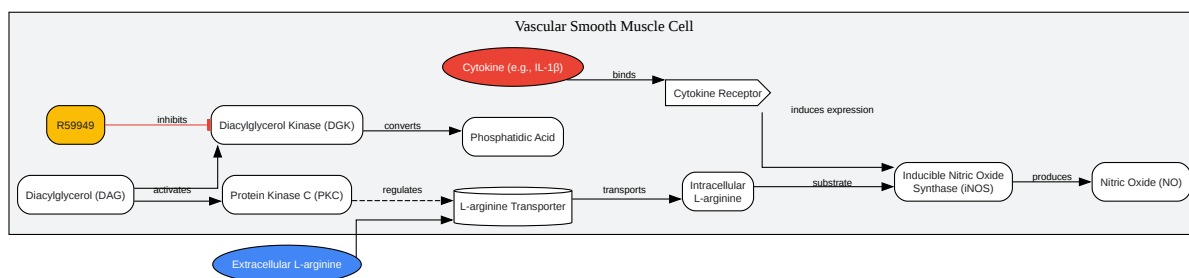 Vascular Smooth Muscle Cell
Cytokine (e.g., IL-1β)
binds
Cytokine Receptor
induces expression
R59949
inhibits
Diacylglycerol Kinase (DGK)
converts
Phosphatidic Acid
Diacylglycerol (DAG)
activates
Protein Kinase C (PKC)
regulates
L-arginine Transporter
transports
Intracellular
L-arginine
substrate
Inducible Nitric Oxide
Synthase (iNOS)
produces
Nitric Oxide (NO)
Extracellular L-arginine